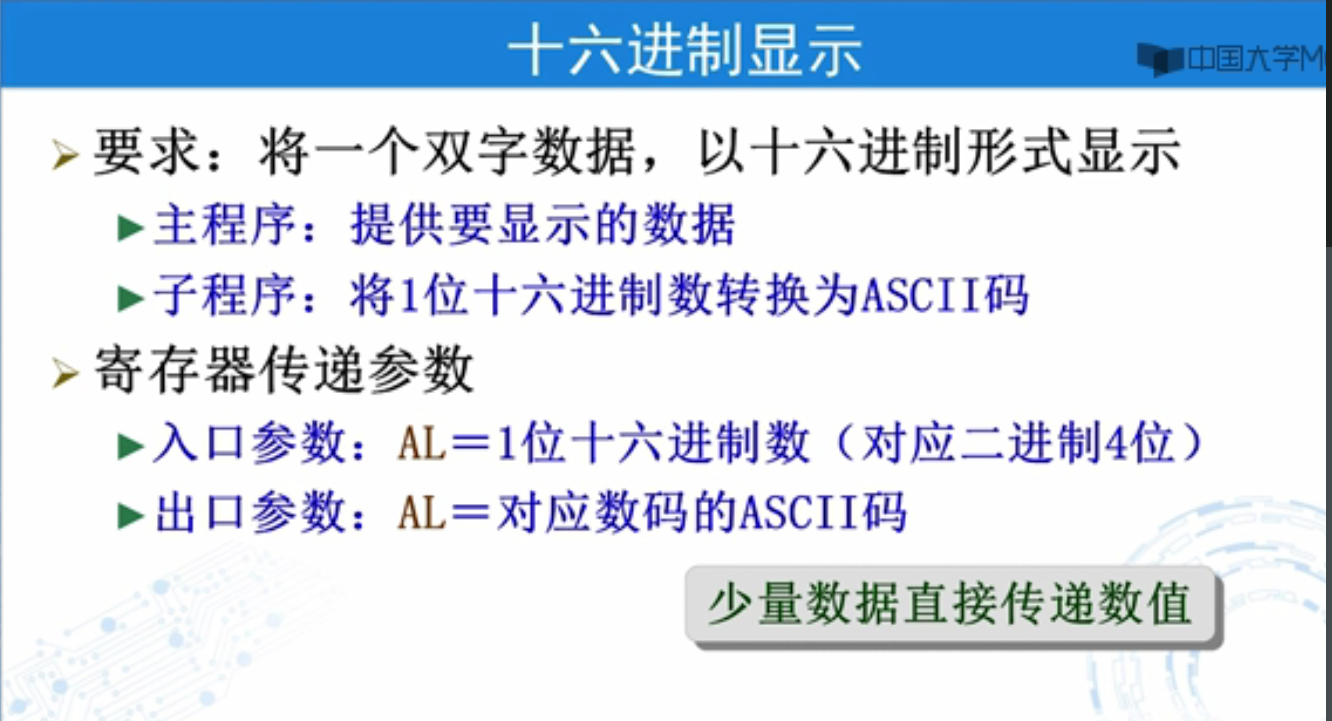 十六进制显示
中国大学M
要求：将一个双字数据，以十六进制形式显示
主程序：提供要显示的数据
子程序：将1位十六进制数转换为ASCII码
寄存器传递参数
入口参数：AL＝1位十六进制数（对应二进制4位）
出口参数：AL＝对应数码的ASCII码
少量数据直接传递数值